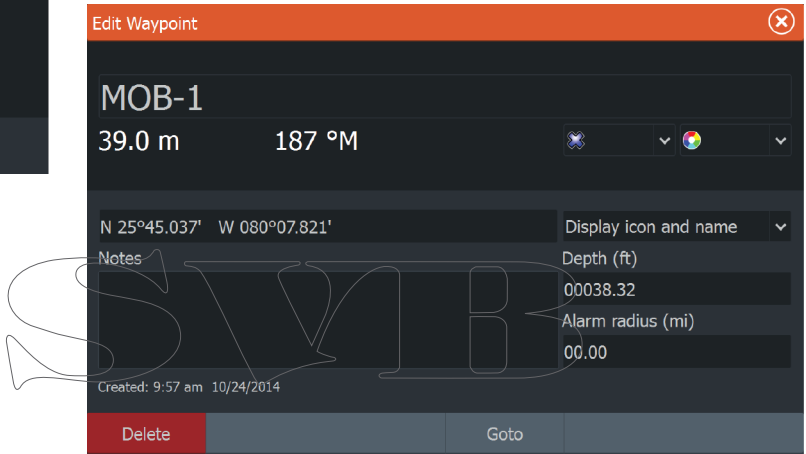 Edit Waypoint
MOB-1
39.0 m 187 °M
N 25°45.037' W 080°07.821' Display icon and name
Notes Depth (ft)
00038.32
Alarm radius (mi)
00.00
Created: 9:57 am 10/24/2014
Delete Goto
SVB